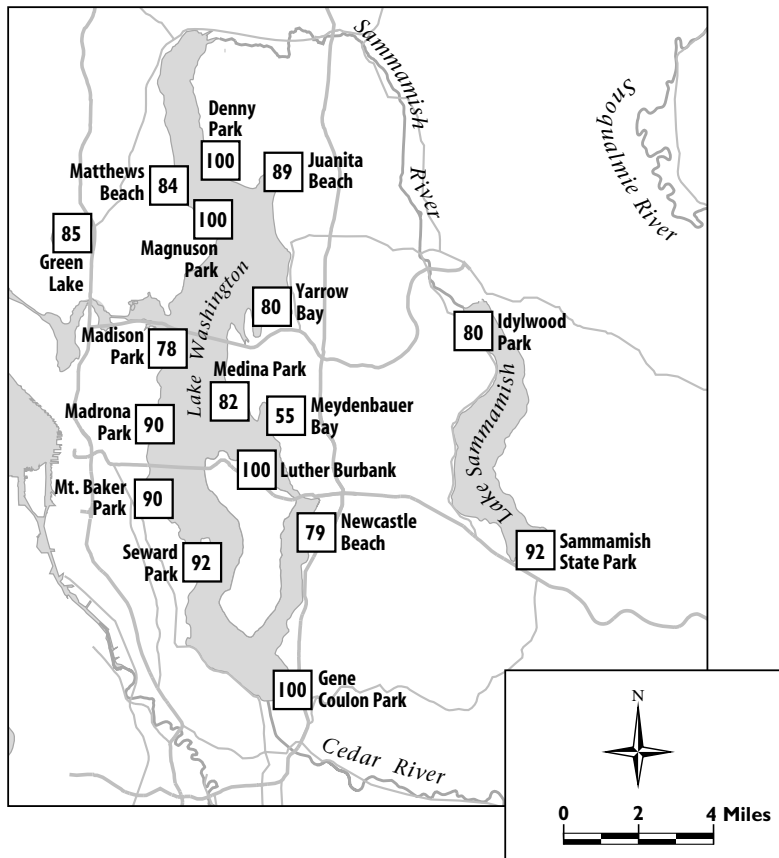 Sammamish
River
Snoqualmie River
Denny
Park
100
89
Juanita
Beach
Matthews
Beach
84
100
Magnuson
Park
85
Green
Lake
Lake Washington
Yarrow
Bay
80
Idylwood
Park
80
Madison
Park
78
Medina Park
82
55
Meydenbauer
Bay
Madrona
Park
90
Lake Sammamish
100
Luther Burbank
Mt. Baker
Park
90
79
Newcastle
Beach
Seward
Park
92
92
Sammamish
State Park
100
Gene
Coulon Park
Cedar River
N
0 2 4 Miles